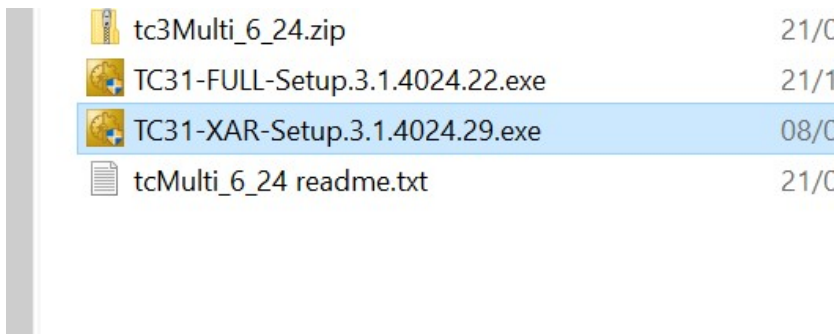 tc3Multi_6_24.zip 21/0
TC31-FULL-Setup.3.1.4024.22.exe 21/1
TC31-XAR-Setup.3.1.4024.29.exe 08/0
tcMulti_6_24 readme.txt 21/0